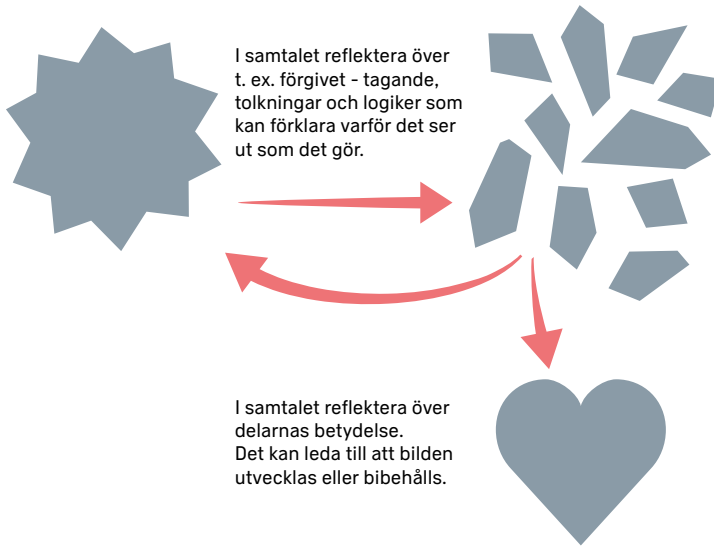 I samtalet reflektera över
t. ex. förgivet - tagande,
tolkningar och logiker som
kan förklara varför det ser
ut som det gör.
I samtalet reflektera över
delarnas betydelse.
Det kan leda till att bilden
utvecklas eller bibehålls.